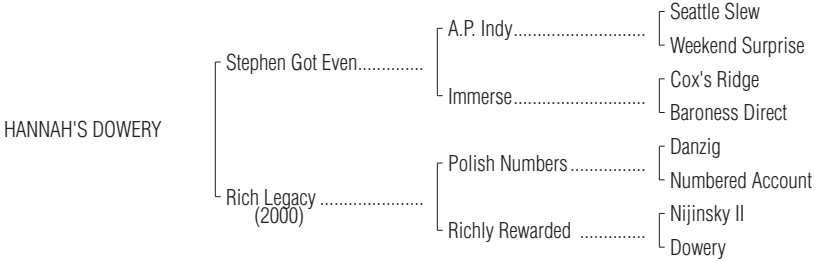 Seattle Slew
A.P. Indy............................
Weekend Surprise
Stephen Got Even..............
Cox's Ridge
Immerse............................
Baroness Direct
HANNAH'S DOWERY
Danzig
Polish Numbers................
Numbered Account
Rich Legacy ......................
(2000)
Nijinsky II
Richly Rewarded ..............
Dowery